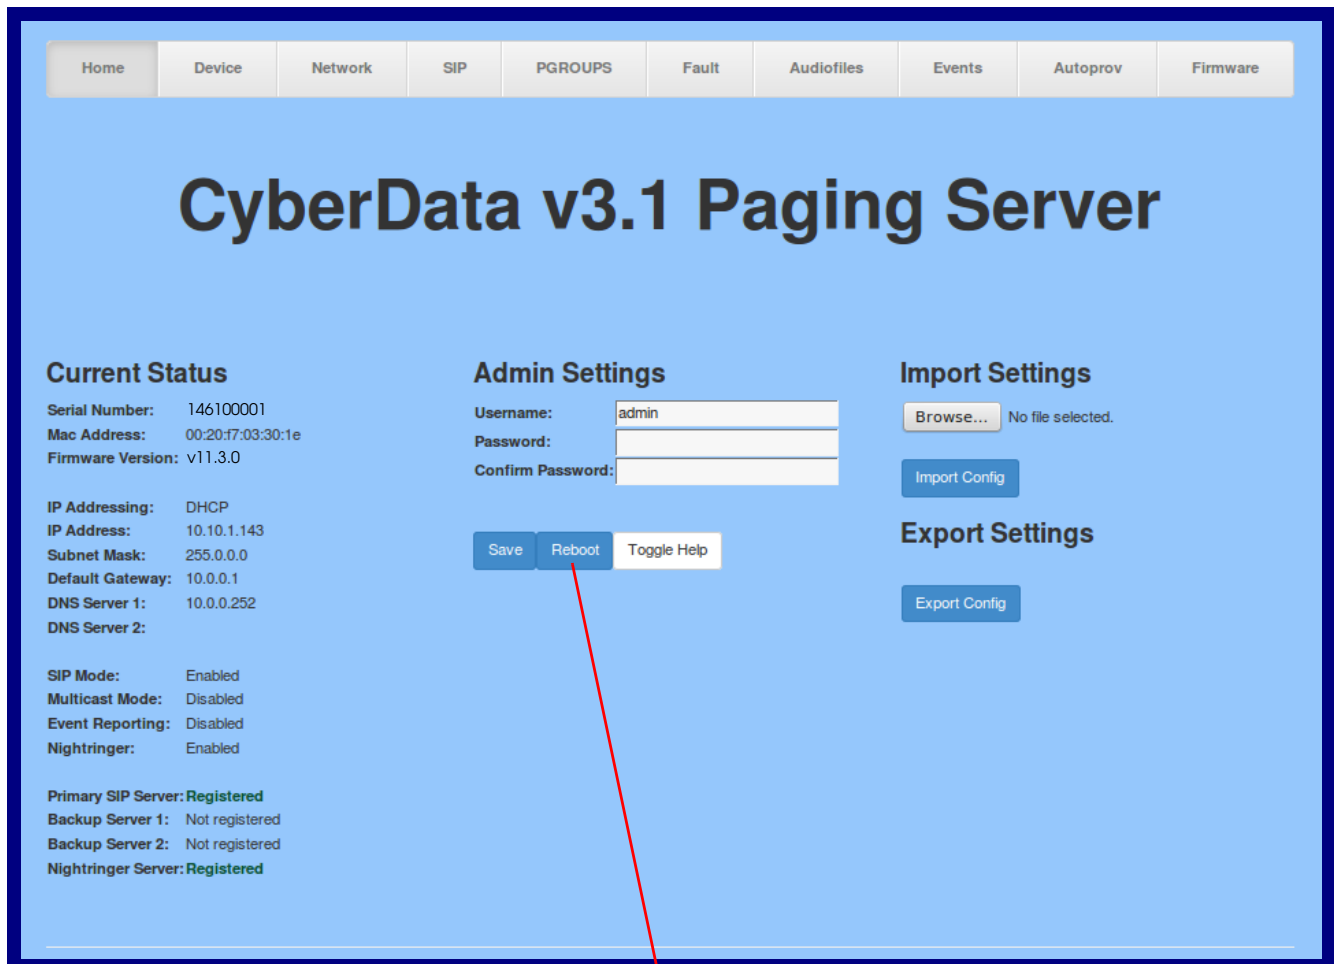 Home Device Network SIP PGROUPS Fault Audiofiles Events Autoprov Firmware
CyberData v3.1 Paging Server
Current Status
Serial Number: 146100001
Mac Address: 00:20:f7:03:30:1e
Firmware Version: v11.3.0
IP Addressing: DHCP
IP Address: 10.10.1.143
Subnet Mask: 255.0.0.0
Default Gateway: 10.0.0.1
DNS Server 1: 10.0.0.252
DNS Server 2:
SIP Mode: Enabled
Multicast Mode: Disabled
Event Reporting: Disabled
Nightringer: Enabled
Primary SIP Server: Registered
Backup Server 1: Not registered
Backup Server 2: Not registered
Nightringer Server: Registered
Admin Settings
Username: admin
Password:
Confirm Password:
Save Reboot Toggle Help
Import Settings
Browse... No file selected.
Import Config
Export Settings
Export Config